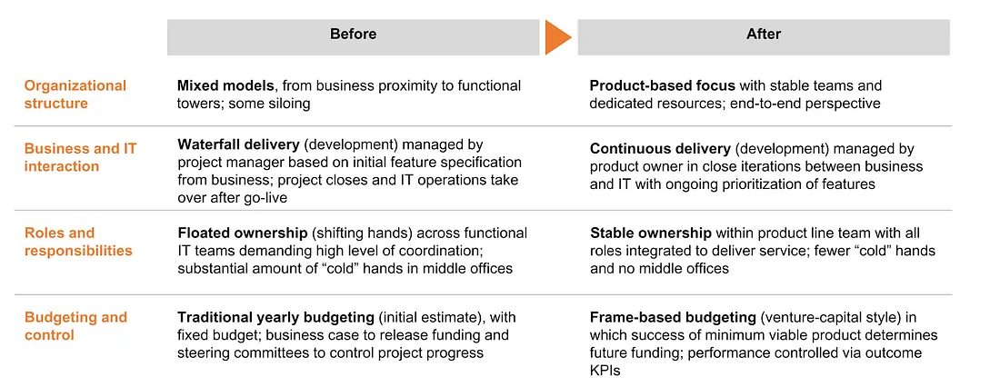 Before
After
Organizational
structure
Mixed models, from business proximity to functional
towers; some siloing
Product-based focus with stable teams and
dedicated resources; end-to-end perspective
Business and IT
interaction
Waterfall delivery (development) managed by
project manager based on initial feature specification
from business; project closes and IT operations take
over after go-live
Continuous delivery (development) managed by
product owner in close iterations between business
and IT with ongoing prioritization of features
Roles and
responsibilities
Floated ownership (shifting hands) across functional
IT teams demanding high level of coordination;
substantial amount of “cold” hands in middle offices
Stable ownership within product line team with all
roles integrated to deliver service; fewer “cold” hands
and no middle offices
Budgeting and
control
Traditional yearly budgeting (initial estimate), with
fixed budget; business case to release funding and
steering committees to control project progress
Frame-based budgeting (venture-capital style) in
which success of minimum viable product determines
future funding; performance controlled via outcome
KPIs